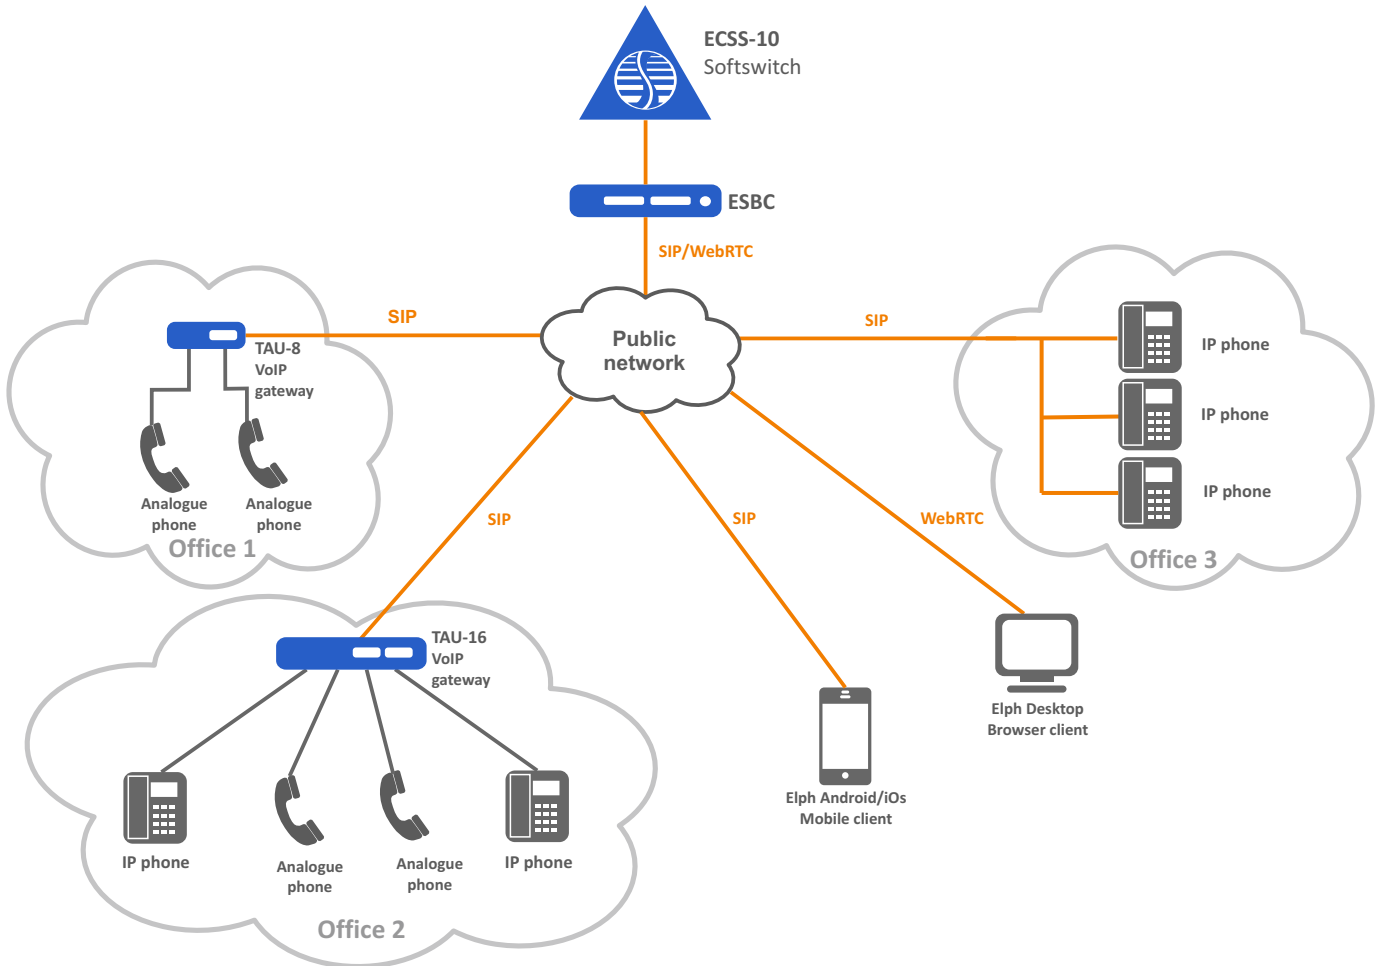 ECSS-10
Softswitch
ESBC
SIP/WebRTC
SIP
Public
network
SIP
TAU-8
VoIP
gateway
Analogue
phone
Analogue
phone
Office 1
IP phone
IP phone
IP phone
Office 3
SIP
SIP
WebRTC
TAU-16
VoIP
gateway
IP phone
Analogue
phone
Analogue
phone
IP phone
Office 2
Elph Android/iOs
Mobile client
Elph Desktop
Browser client